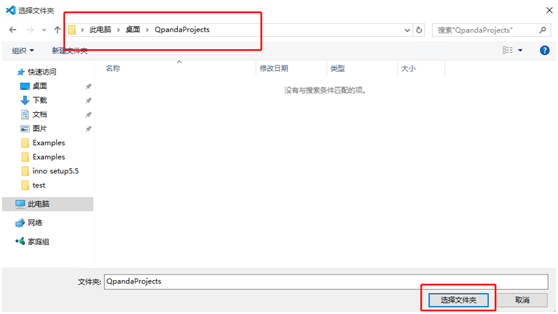 选择文件夹
此电脑 › 桌面 › QpandaProjects
搜索"QpandaProjects"
组织 新建文件夹
名称 修改日期 类型 大小
没有与搜索条件匹配的项。
快速访问
桌面
下载
文档
图片
Examples
Examples
inno setup5.5
test
此电脑
网络
家庭组
文件夹: QpandaProjects
选择文件夹 取消